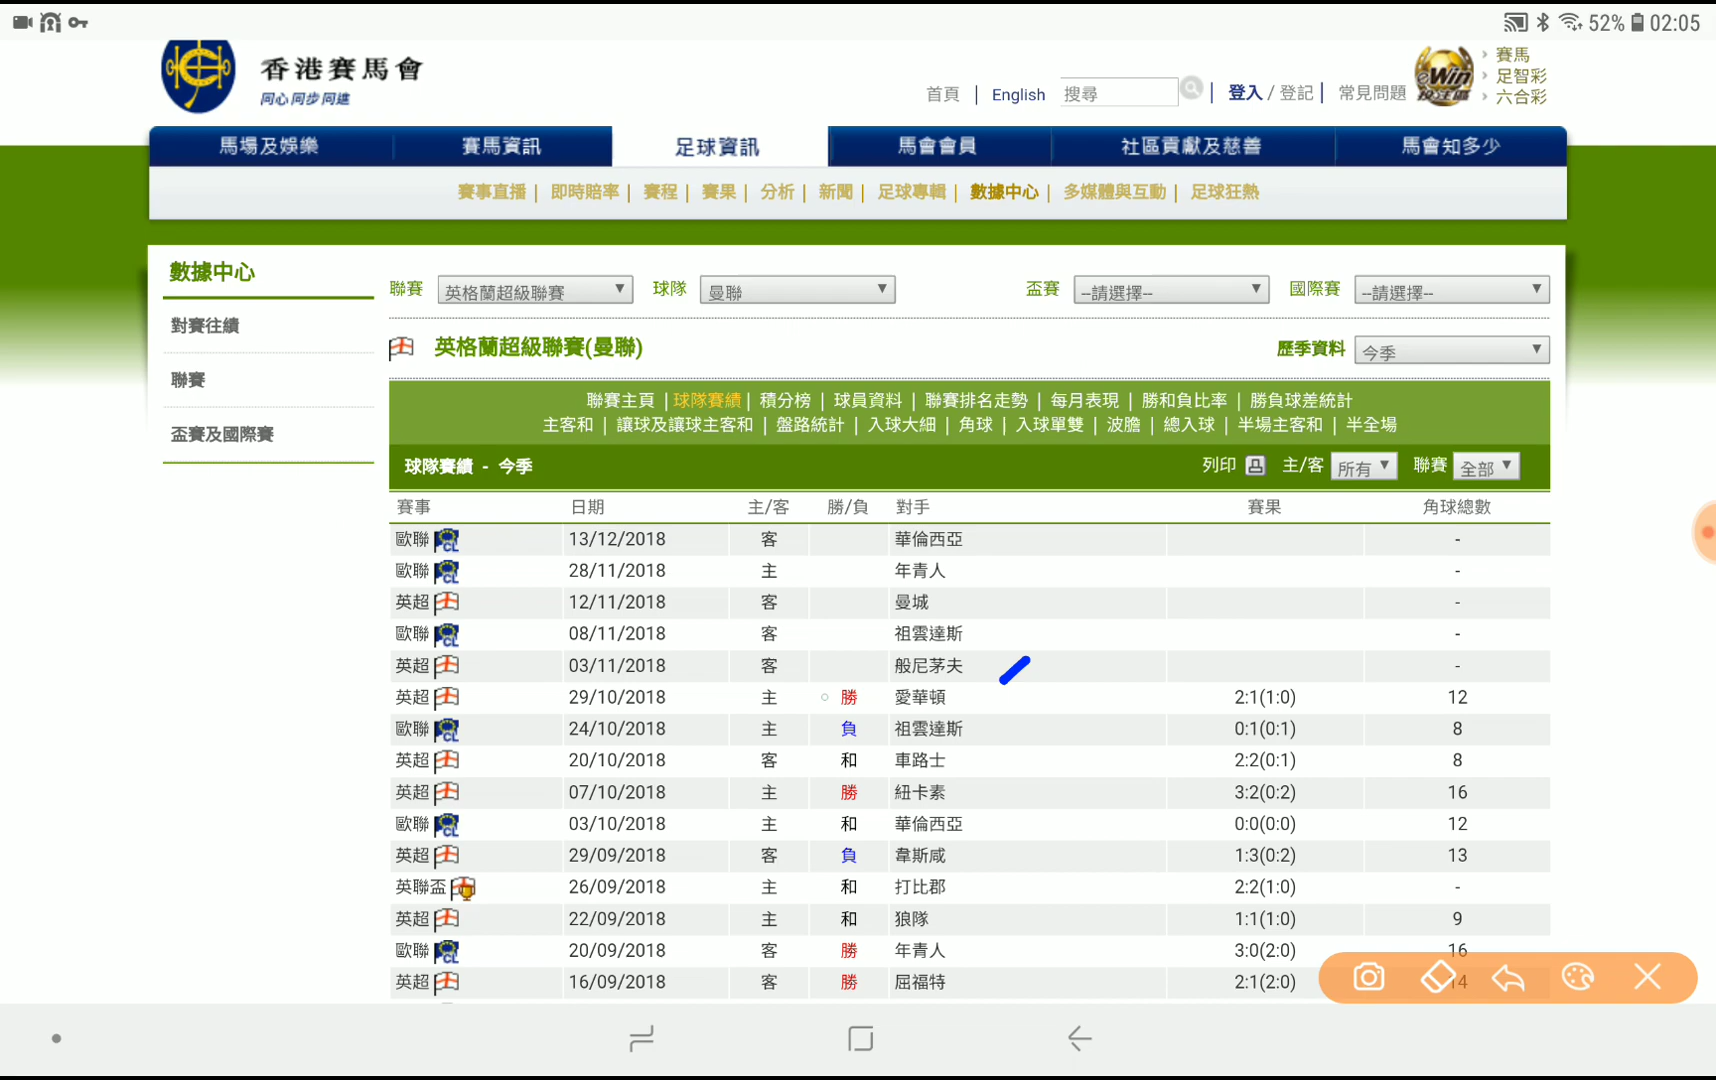 52% 02:05
香港賽馬會
同心同步同進
首頁 | English 搜尋 | 登入 / 登記 | 常見問題
eWin
投注區
賽馬
足智彩
六合彩
馬場及娛樂 賽馬資訊 足球資訊 馬會會員 社區貢獻及慈善 馬會知多少
賽事直播 | 即時賠率 | 賽程 | 賽果 | 分析 | 新聞 | 足球專輯 | 數據中心 | 多媒體與互動 | 足球狂熱
數據中心
對賽往績
聯賽
盃賽及國際賽
聯賽 英格蘭超級聯賽 球隊 曼聯 盃賽 --請選擇-- 國際賽 --請選擇--
英格蘭超級聯賽(曼聯) 歷季資料 今季
聯賽主頁 | 球隊賽績 | 積分榜 | 球員資料 | 聯賽排名走勢 | 每月表現 | 勝和負比率 | 勝負球差統計
主客和 | 讓球及讓球主客和 | 盤路統計 | 入球大細 | 角球 | 入球單雙 | 波膽 | 總入球 | 半場主客和 | 半全場
球隊賽績 - 今季 列印 主/客 所有 聯賽 全部
賽事 日期 主/客 勝/負 對手 賽果 角球總數
歐聯 CL 13/12/2018 客 華倫西亞 -
歐聯 CL 28/11/2018 主 年青人 -
英超 12/11/2018 客 曼城 -
歐聯 CL 08/11/2018 客 祖雲達斯 -
英超 03/11/2018 客 般尼茅夫 -
英超 29/10/2018 主 勝 愛華頓 2:1(1:0) 12
歐聯 CL 24/10/2018 主 負 祖雲達斯 0:1(0:1) 8
英超 20/10/2018 客 和 車路士 2:2(0:1) 8
英超 07/10/2018 主 勝 紐卡素 3:2(0:2) 16
歐聯 CL 03/10/2018 主 和 華倫西亞 0:0(0:0) 12
英超 29/09/2018 客 負 韋斯咸 1:3(0:2) 13
英聯盃 26/09/2018 主 和 打比郡 2:2(1:0) -
英超 22/09/2018 主 和 狼隊 1:1(1:0) 9
歐聯 CL 20/09/2018 客 勝 年青人 3:0(2:0) 16
英超 16/09/2018 客 勝 屈福特 2:1(2:0) 14